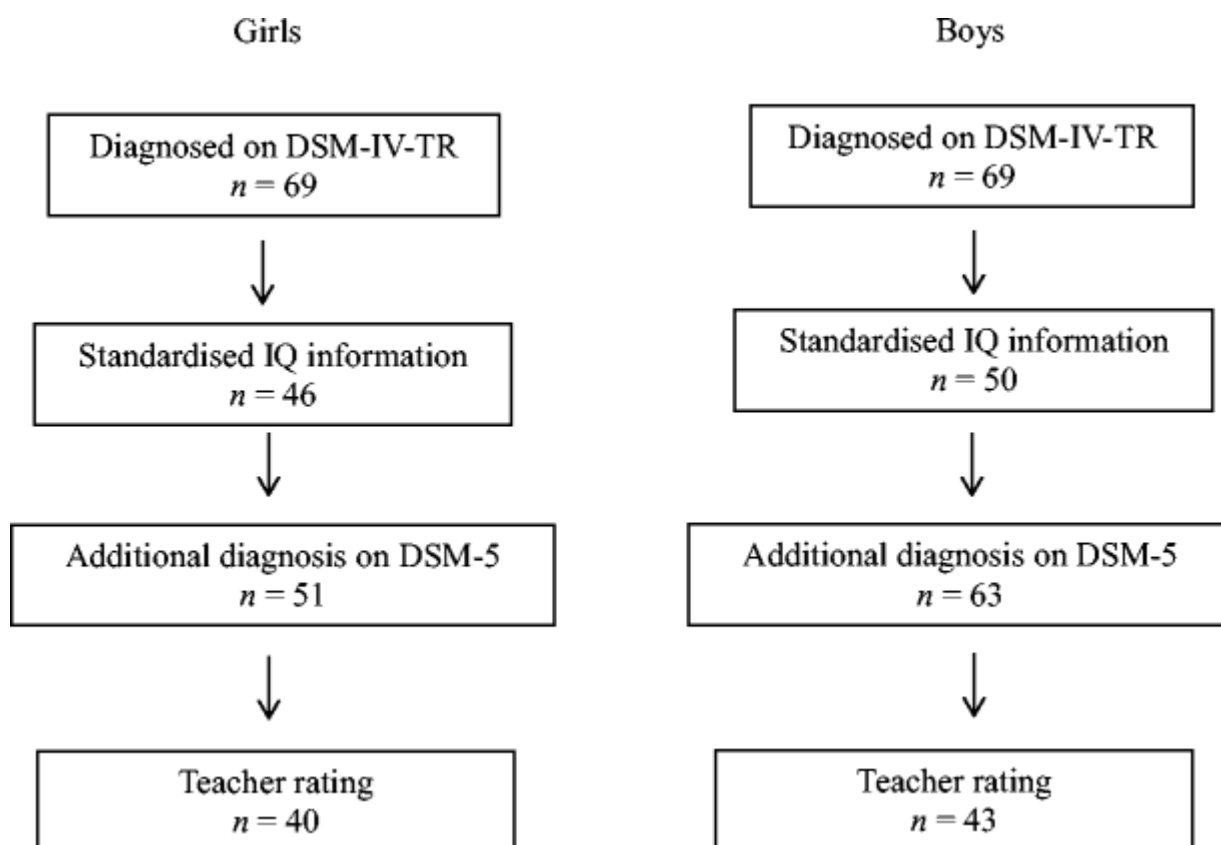 Girls
Diagnosed on DSM-IV-TR
n = 69
Standardised IQ information
n = 46
Additional diagnosis on DSM-5
n = 51
Teacher rating
n = 40
Boys
Diagnosed on DSM-IV-TR
n = 69
Standardised IQ information
n = 50
Additional diagnosis on DSM-5
n = 63
Teacher rating
n = 43